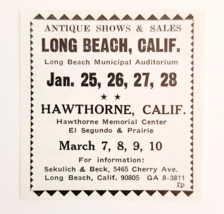 ANTIQUE SHOWS & SALES
LONG BEACH, CALIF.
Long Beach Municipal Auditorium
Jan. 25, 26, 27, 28
★ ★
HAWTHORNE, CALIF.
Hawthorne Memorial Center
El Segundo & Prairie
March 7, 8, 9, 10
For information:
Sekulich & Beck, 5465 Cherry Ave.
Long Beach, Calif. 90805 GA 8-3811